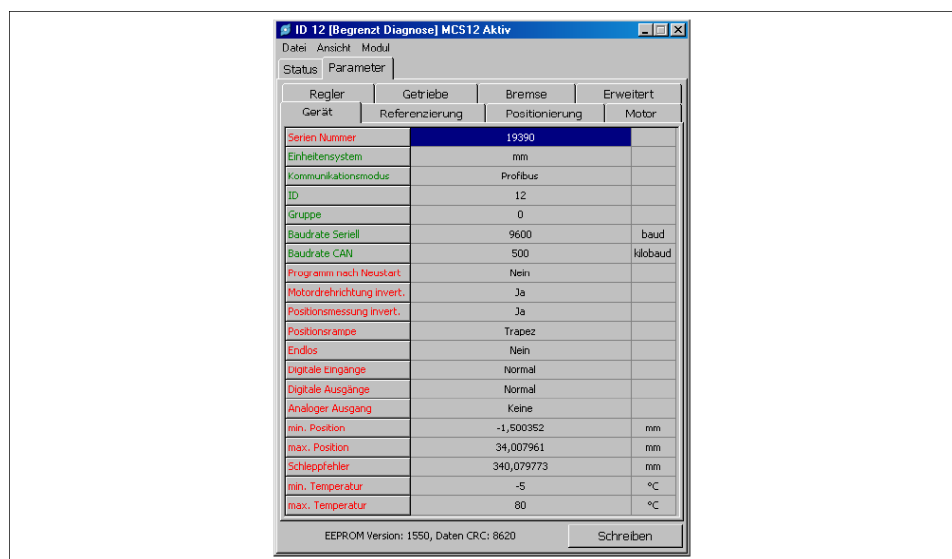 ID 12 [Begrenzt Diagnose] MCS12 Aktiv
Datei Ansicht Modul
Status Parameter
Regler Getriebe Bremse Erweitert
Gerät Referenzierung Positionierung Motor
Serien Nummer 19390
Einheitensystem mm
Kommunikationsmodus Profibus
ID 12
Gruppe 0
Baudrate Seriell 9600 baud
Baudrate CAN 500 kilobaud
Programm nach Neustart Nein
Motordrehrichtung invert. Ja
Positionsmessung invert. Ja
Positionsrampe Trapez
Endlos Nein
Digitale Eingänge Normal
Digitale Ausgänge Normal
Analoger Ausgang Keine
min. Position -1,500352 mm
max. Position 34,007961 mm
Schleppfehler 340,079773 mm
min. Temperatur -5 °C
max. Temperatur 80 °C
EEPROM Version: 1550, Daten CRC: 8620 Schreiben